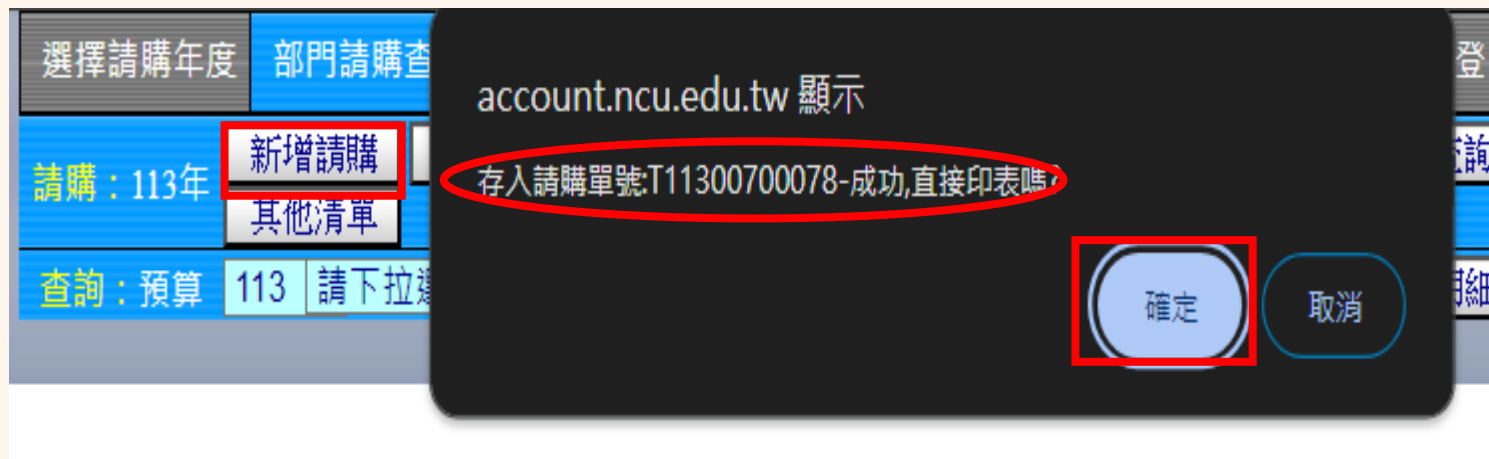 選擇請購年度 部門請購查 登
account.ncu.edu.tw 顯示
請購：113年 新增請購 查詢
存入請購單號:T11300700078-成功,直接印表嗎?
其他清單
查詢：預算 113 請下拉選 明細
確定 取消